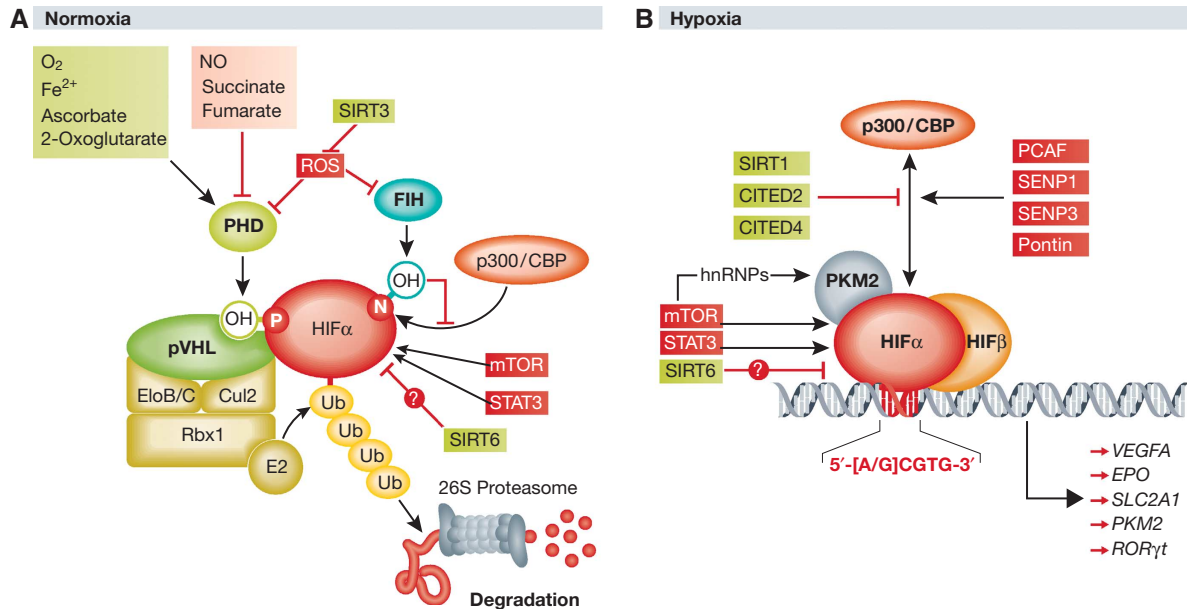 A Normoxia
O2
Fe2+
Ascorbate
2-Oxoglutarate
NO
Succinate
Fumarate
SIRT3
ROS
PHD
FIH
OH
OH
P
N
HIFα
p300/CBP
pVHL
EloB/C
Cul2
Rbx1
E2
Ub
Ub
Ub
Ub
mTOR
STAT3
?
SIRT6
26S Proteasome
Degradation
B Hypoxia
p300/CBP
SIRT1
CITED2
CITED4
PCAF
SENP1
SENP3
Pontin
hnRNPs
PKM2
mTOR
STAT3
SIRT6
?
HIFα
HIFβ
5′-[A/G]CGTG-3′
VEGFA
EPO
SLC2A1
PKM2
RORγt